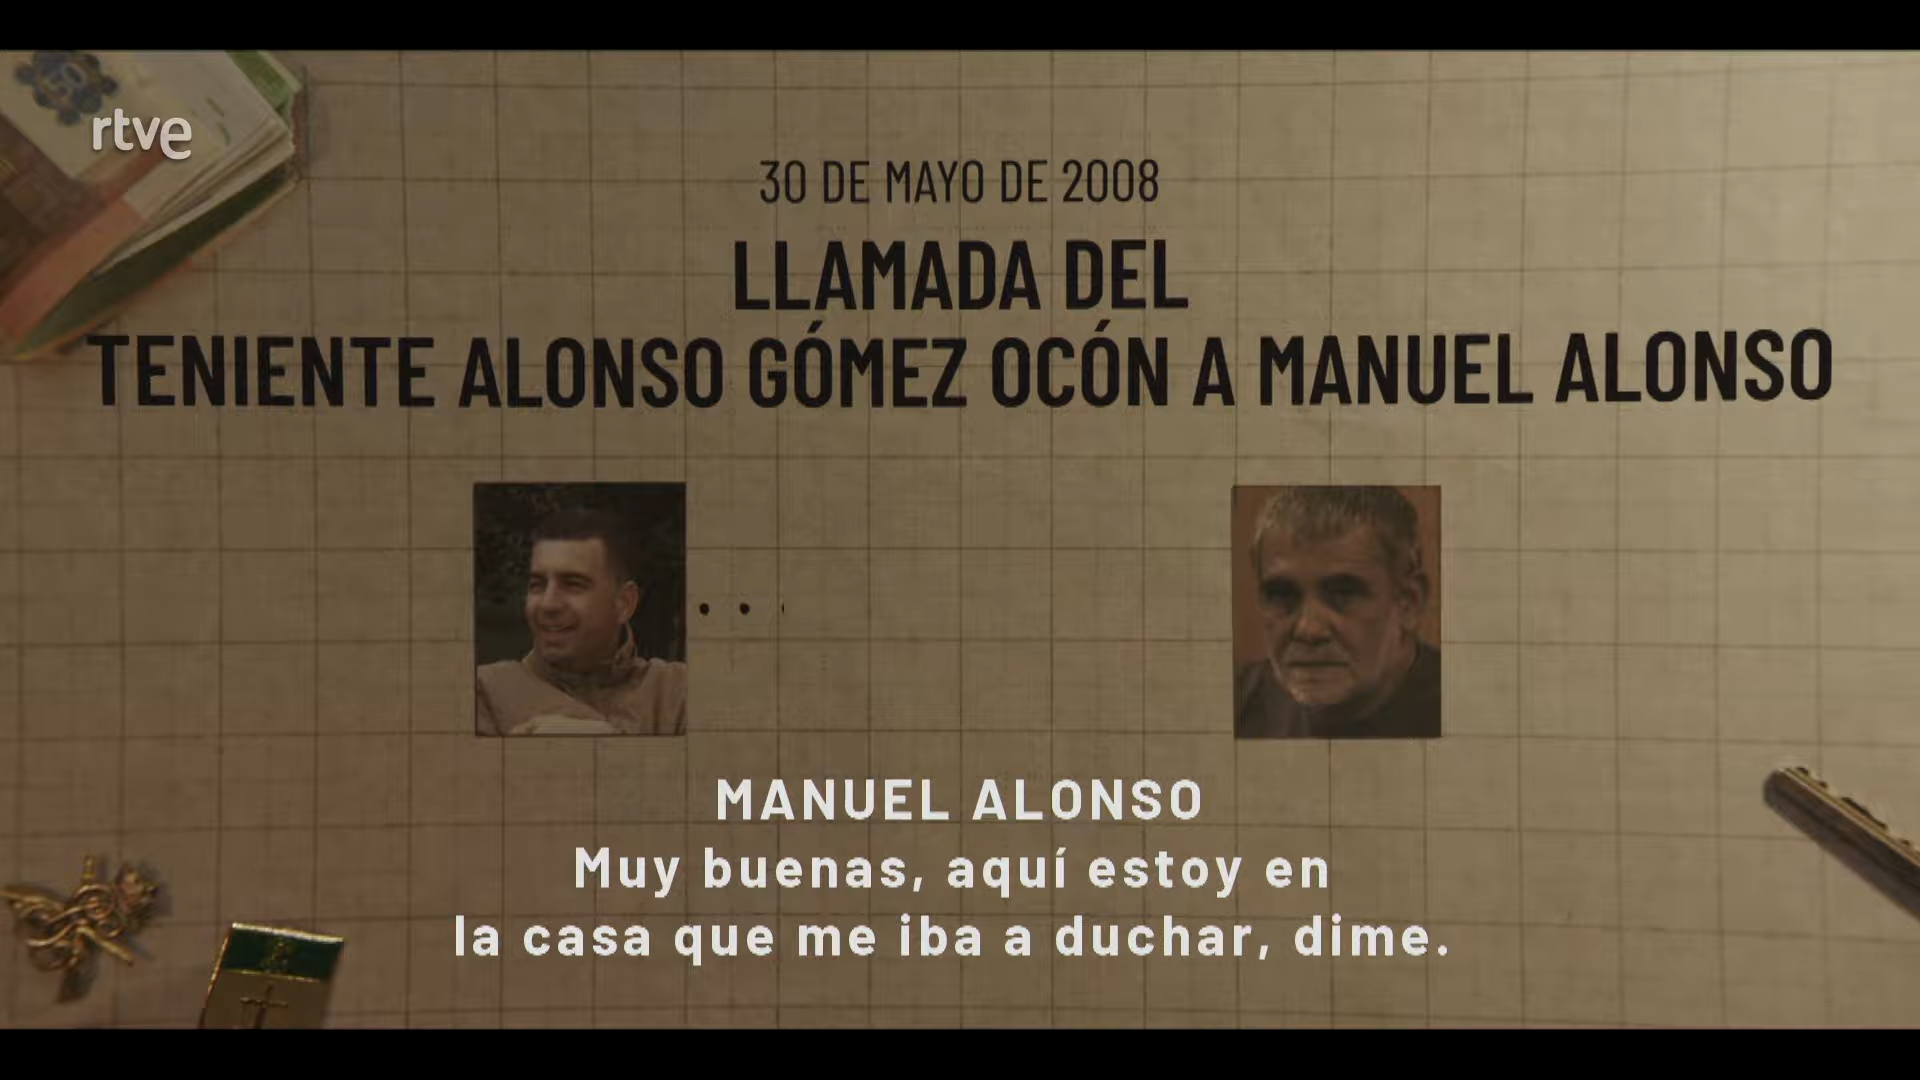 50
rtve
30 DE MAYO DE 2008
LLAMADA DEL
TENIENTE ALONSO GÓMEZ OCÓN A MANUEL ALONSO
MANUEL ALONSO
Muy buenas, aquí estoy en
la casa que me iba a duchar, dime.